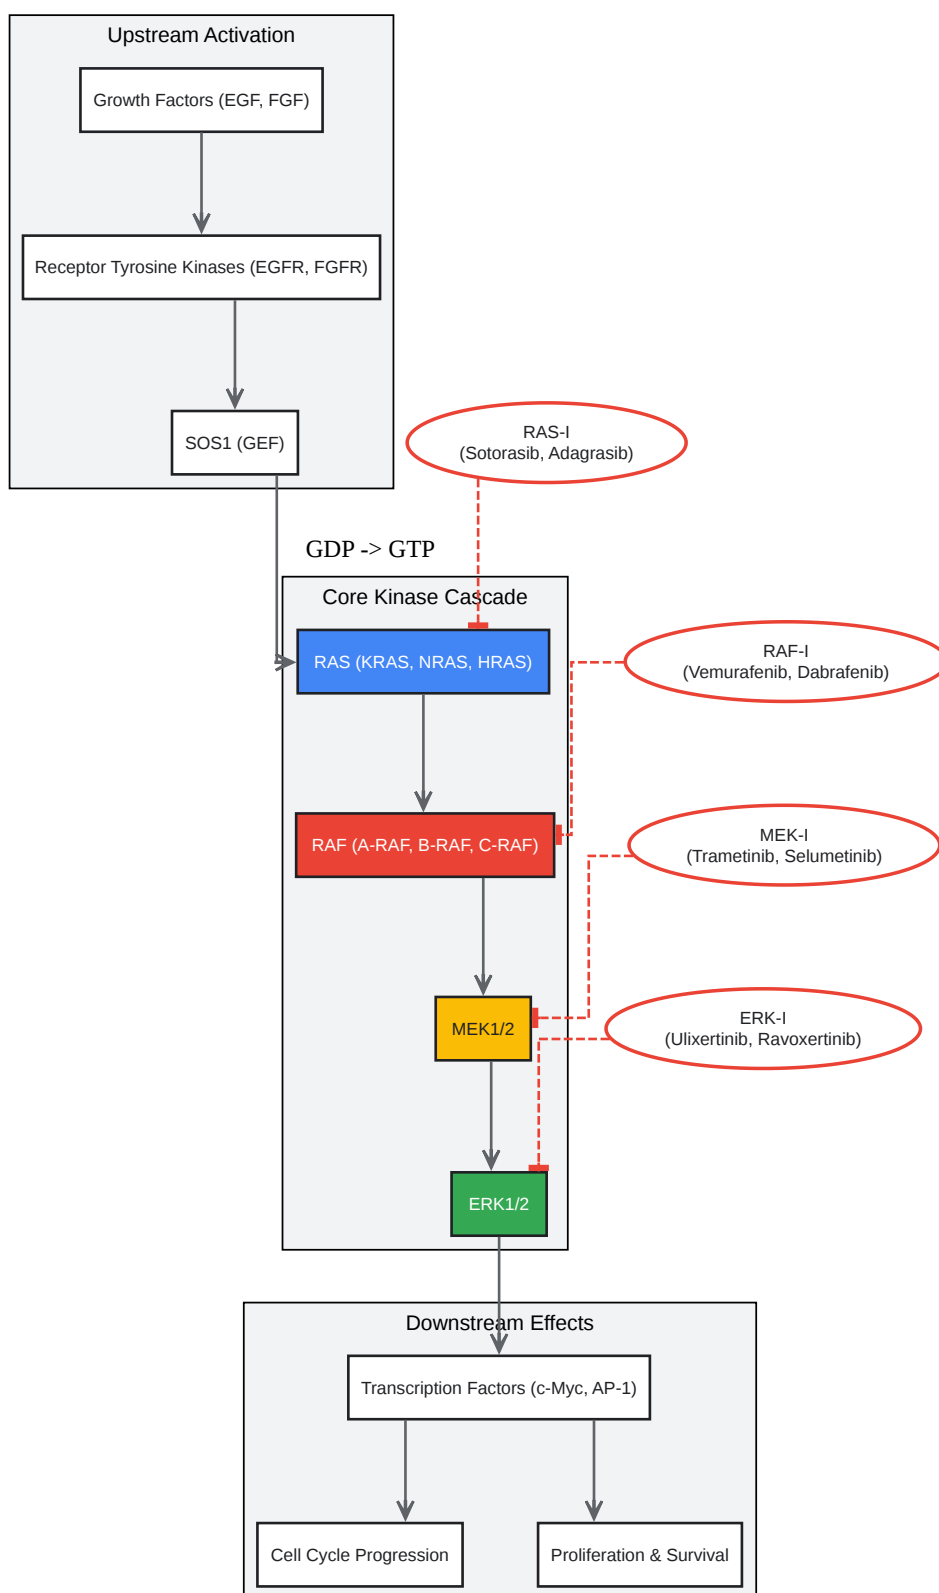 Upstream Activation
Growth Factors (EGF, FGF)
Receptor Tyrosine Kinases (EGFR, FGFR)
SOS1 (GEF)
RAS-I
(Sotorasib, Adagrasib)
GDP -> GTP
Core Kinase Cascade
RAS (KRAS, NRAS, HRAS)
RAF-I
(Vemurafenib, Dabrafenib)
RAF (A-RAF, B-RAF, C-RAF)
MEK-I
(Trametinib, Selumetinib)
MEK1/2
ERK-I
(Ulixertinib, Ravoxertinib)
ERK1/2
Downstream Effects
Transcription Factors (c-Myc, AP-1)
Cell Cycle Progression
Proliferation & Survival